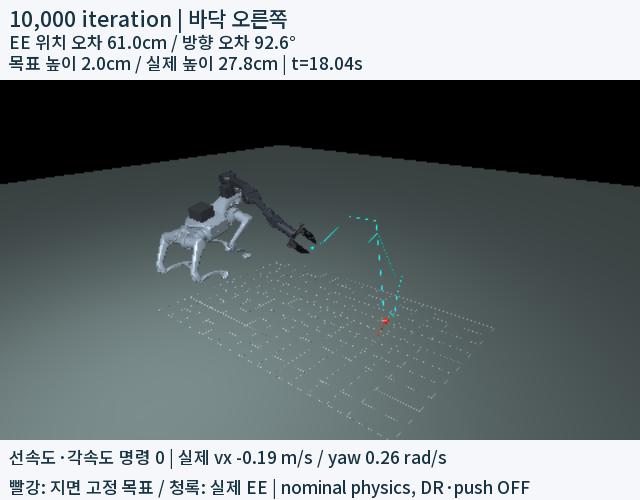 10,000 iteration | 바닥 오른쪽
EE 위치 오차 61.0cm / 방향 오차 92.6°
목표 높이 2.0cm / 실제 높이 27.8cm | t=18.04s
선속도·각속도 명령 0 | 실제 vx -0.19 m/s / yaw 0.26 rad/s
빨강: 지면 고정 목표 / 청록: 실제 EE | nominal physics, DR·push OFF